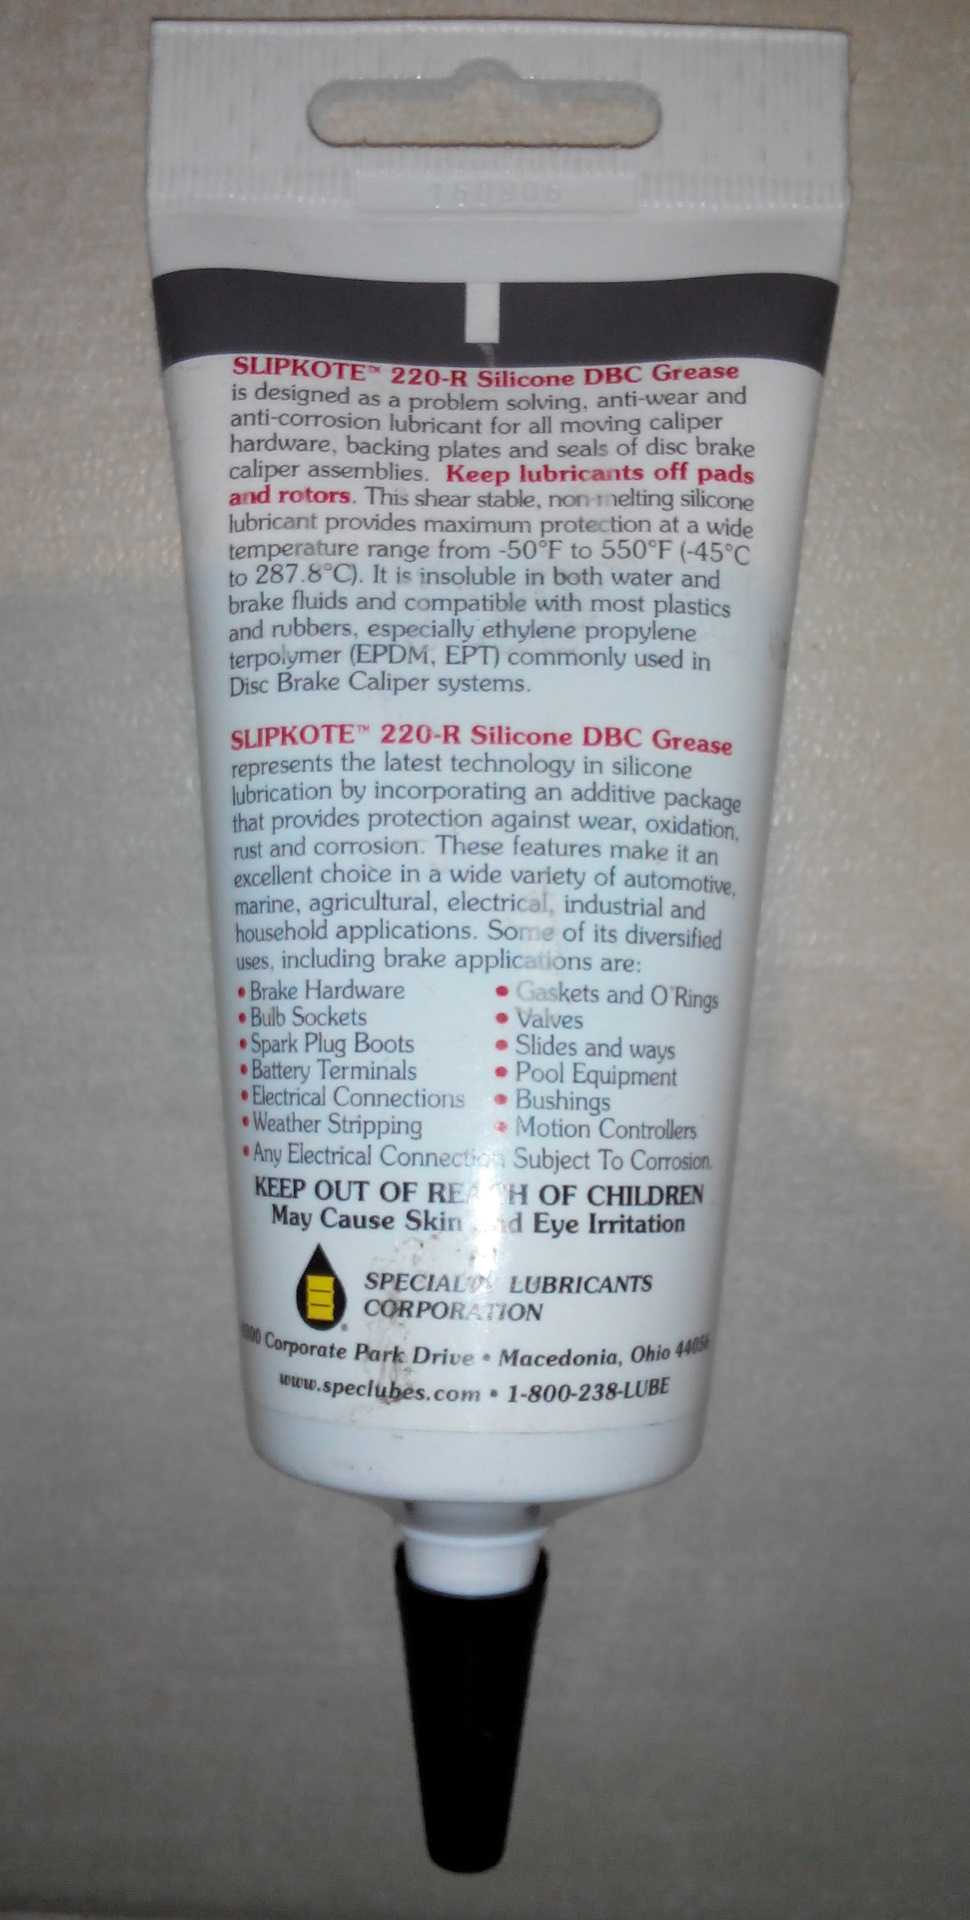 160906
SLIPKOTE™ 220-R Silicone DBC Grease
is designed as a problem solving, anti-wear and
anti-corrosion lubricant for all moving caliper
hardware, backing plates and seals of disc brake
caliper assemblies. Keep lubricants off pads
and rotors. This shear stable, non-melting silicone
lubricant provides maximum protection at a wide
temperature range from -50°F to 550°F (-45°C
to 287.8°C). It is insoluble in both water and
brake fluids and compatible with most plastics
and rubbers, especially ethylene propylene
terpolymer (EPDM, EPT) commonly used in
Disc Brake Caliper systems.
SLIPKOTE™ 220-R Silicone DBC Grease
represents the latest technology in silicone
lubrication by incorporating an additive package
that provides protection against wear, oxidation,
rust and corrosion. These features make it an
excellent choice in a wide variety of automotive,
marine, agricultural, electrical, industrial and
household applications. Some of its diversified
uses, including brake applications are:
• Brake Hardware • Gaskets and O'Rings
• Bulb Sockets • Valves
• Spark Plug Boots • Slides and ways
• Battery Terminals • Pool Equipment
• Electrical Connections • Bushings
• Weather Stripping • Motion Controllers
• Any Electrical Connection Subject To Corrosion.
KEEP OUT OF REACH OF CHILDREN
May Cause Skin and Eye Irritation
SPECIALTY LUBRICANTS
CORPORATION
Corporate Park Drive • Macedonia, Ohio 44056
www.speclubes.com • 1-800-238-LUBE